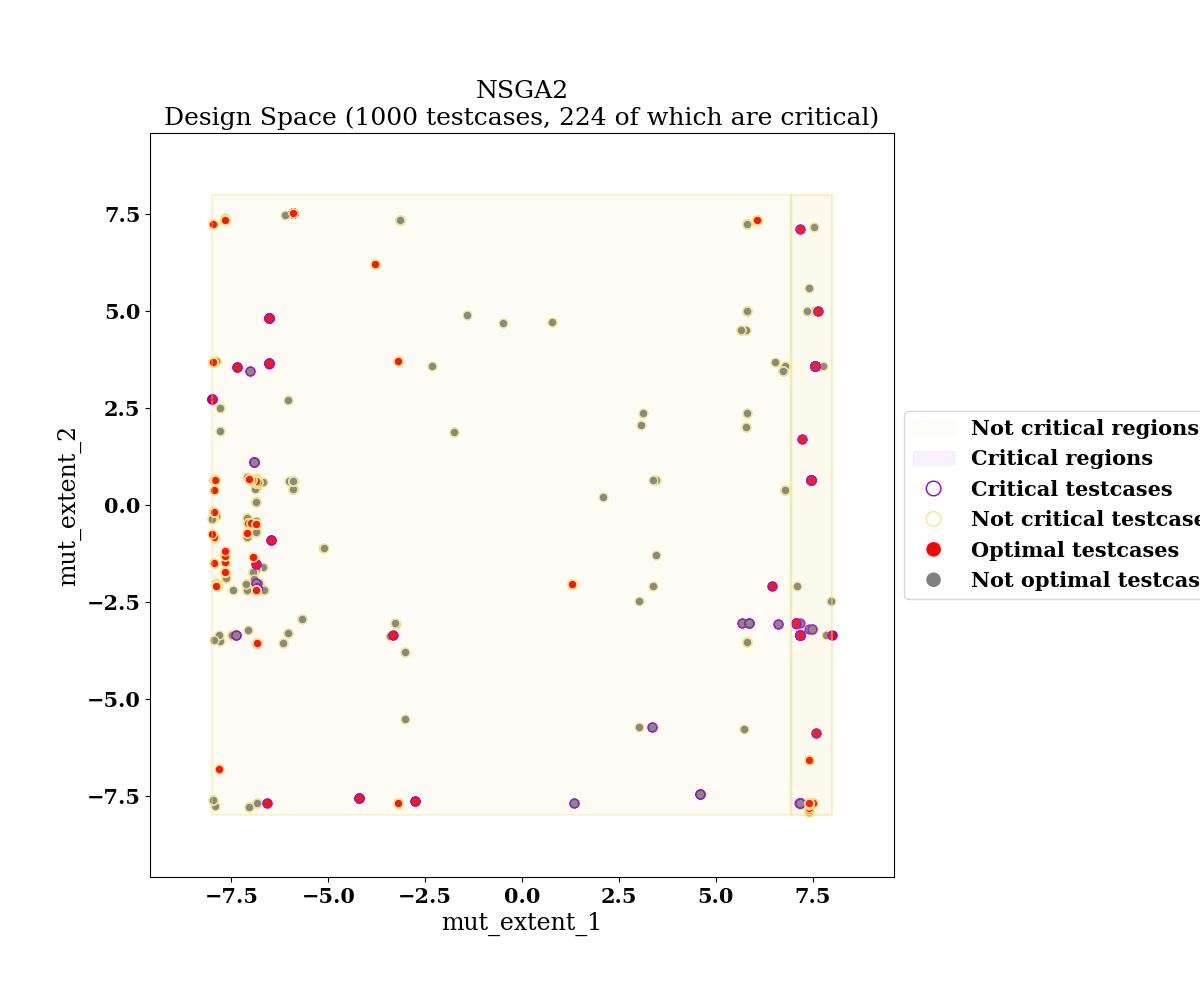 NSGA2
Design Space (1000 testcases, 224 of which are critical)
7.5
5.0
2.5
0.0
−2.5
−5.0
−7.5
mut_extent_2
−7.5 −5.0 −2.5 0.0 2.5 5.0 7.5
mut_extent_1
Not critical regions
Critical regions
Critical testcases
Not critical testcase
Optimal testcases
Not optimal testcas